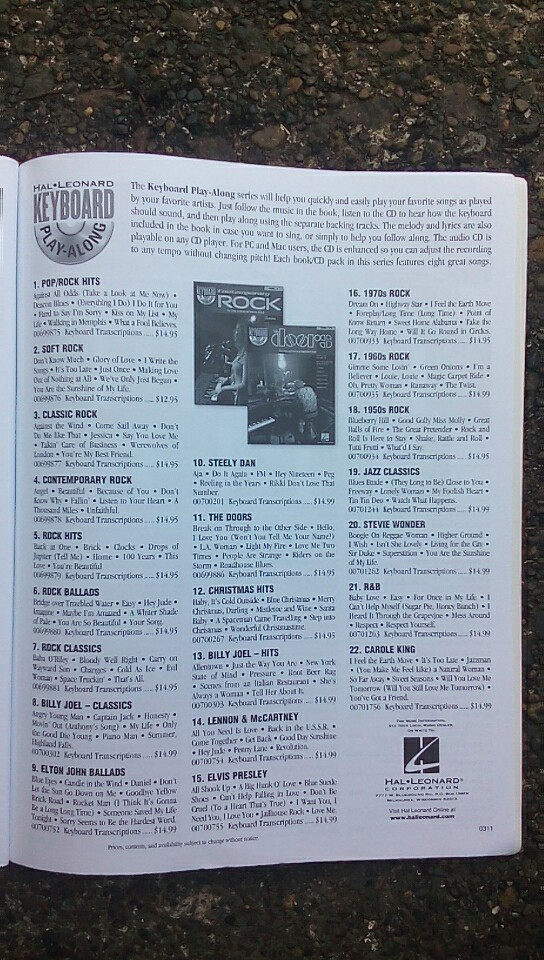 HAL•LEONARD
KEYBOARD
PLAY-ALONG
The Keyboard Play-Along series will help you quickly and easily play your favorite songs as played
by your favorite artists. Just follow the music in the book, listen to the CD to hear how the keyboard
should sound, and then play along using the separate backing tracks. The melody and lyrics are also
included in the book in case you want to sing, or simply to help you follow along. The audio CD is
playable on any CD player. For PC and Mac users, the CD is enhanced so you can adjust the recording
to any tempo without changing pitch! Each book/CD pack in this series features eight great songs.
1. POP/ROCK HITS
Against All Odds (Take a Look at Me Now) •
Deacon Blues • (Everything I Do) I Do It for You
• Hard to Say I'm Sorry • Kiss on My List • My
Life • Walking in Memphis • What a Fool Believes.
00699875 Keyboard Transcriptions ..... $14.95
2. SOFT ROCK
Don't Know Much • Glory of Love • I Write the
Songs • It's Too Late • Just Once • Making Love
Out of Nothing at All • We've Only Just Begun •
You Are the Sunshine of My Life.
00699876 Keyboard Transcriptions ..... $12.95
3. CLASSIC ROCK
Against the Wind • Come Sail Away • Don't
Do Me like That • Jessica • Say You Love Me
• Takin' Care of Business • Werewolves of
London • You're My Best Friend.
00699877 Keyboard Transcriptions ..... $14.95
4. CONTEMPORARY ROCK
Angel • Beautiful • Because of You • Don't
Know Why • Fallin' • Listen to Your Heart • A
Thousand Miles • Unfaithful.
00699878 Keyboard Transcriptions ..... $14.95
5. ROCK HITS
Back at One • Brick • Clocks • Drops of
Jupiter (Tell Me) • Home • 100 Years • This
Love • You're Beautiful
00699879 Keyboard Transcriptions ..... $14.95
6. ROCK BALLADS
Bridge over Troubled Water • Easy • Hey Jude •
Imagine • Maybe I'm Amazed • A Whiter Shade
of Pale • You Are So Beautiful • Your Song.
00699880 Keyboard Transcriptions ..... $14.95
7. ROCK CLASSICS
Baba O'Riley • Bloody Well Right • Carry on
Wayward Son • Changes • Cold As Ice • Evil
Woman • Space Truckin' • That's All.
00699881 Keyboard Transcriptions ..... $14.95
8. BILLY JOEL – CLASSICS
Angry Young Man • Captain Jack • Honesty •
Movin' Out (Anthony's Song) • My Life • Only
the Good Die Young • Piano Man • Summer,
Highland Falls.
00700302 Keyboard Transcriptions ..... $14.99
9. ELTON JOHN BALLADS
Blue Eyes • Candle in the Wind • Daniel • Don't
Let the Sun Go Down on Me • Goodbye Yellow
Brick Road • Rocket Man (I Think It's Gonna
Be a Long Long Time) • Someone Saved My Life
Tonight • Sorry Seems to Be the Hardest Word.
00700752 Keyboard Transcriptions ..... $14.99
ROCK
the doors
10. STEELY DAN
Aja • Do It Again • FM • Hey Nineteen • Peg
• Reeling in the Years • Rikki Don't Lose That
Number.
00700201 Keyboard Transcriptions ..... $14.99
11. THE DOORS
Break on Through to the Other Side • Hello,
I Love You (Won't You Tell Me Your Name?)
• L.A. Woman • Light My Fire • Love Me Two
Times • People Are Strange • Riders on the
Storm • Roadhouse Blues.
00699886 Keyboard Transcriptions ..... $14.95
12. CHRISTMAS HITS
Baby, It's Cold Outside • Blue Christmas • Merry
Christmas, Darling • Mistletoe and Wine • Santa
Baby • A Spaceman Came Travelling • Step into
Christmas • Wonderful Christmastime.
00700267 Keyboard Transcriptions ..... $14.95
13. BILLY JOEL – HITS
Allentown • Just the Way You Are • New York
State of Mind • Pressure • Root Beer Rag
• Scenes from an Italian Restaurant • She's
Always a Woman • Tell Her About It.
00700303 Keyboard Transcriptions ..... $14.99
14. LENNON & McCARTNEY
All You Need Is Love • Back in the U.S.S.R. •
Come Together • Get Back • Good Day Sunshine
• Hey Jude • Penny Lane • Revolution.
00700754 Keyboard Transcriptions ..... $14.99
15. ELVIS PRESLEY
All Shook Up • A Big Hunk O' Love • Blue Suede
Shoes • Can't Help Falling in Love • Don't Be
Cruel (To a Heart That's True) • I Want You, I
Need You, I Love You • Jailhouse Rock • Love Me.
00700755 Keyboard Transcriptions ..... $14.99
16. 1970s ROCK
Dream On • Highway Star • I Feel the Earth Move
• Foreplay/Long Time (Long Time) • Point of
Know Return • Sweet Home Alabama • Take the
Long Way Home • Will It Go Round in Circles.
00700933 Keyboard Transcriptions ..... $14.99
17. 1960s ROCK
Gimme Some Lovin' • Green Onions • I'm a
Believer • Louie, Louie • Magic Carpet Ride •
Oh, Pretty Woman • Runaway • The Twist.
00700935 Keyboard Transcriptions ..... $14.99
18. 1950s ROCK
Blueberry Hill • Good Golly Miss Molly • Great
Balls of Fire • The Great Pretender • Rock and
Roll Is Here to Stay • Shake, Rattle and Roll •
Tutti Frutti • What'd I Say.
00700934 Keyboard Transcriptions ..... $14.99
19. JAZZ CLASSICS
Blues Etude • (They Long to Be) Close to You •
Freeway • Lonely Woman • My Foolish Heart •
Tin Tin Deo • Watch What Happens.
00701244 Keyboard Transcriptions ..... $14.99
20. STEVIE WONDER
Boogie On Reggae Woman • Higher Ground •
I Wish • Isn't She Lovely • Living for the City •
Sir Duke • Superstition • You Are the Sunshine
of My Life.
00701262 Keyboard Transcriptions ..... $14.99
21. R&B
Baby Love • Easy • For Once in My Life • I
Can't Help Myself (Sugar Pie, Honey Bunch) • I
Heard It Through the Grapevine • Mess Around
• Respect • Respect Yourself.
00701263 Keyboard Transcriptions ..... $14.99
22. CAROLE KING
I Feel the Earth Move • It's Too Late • Jazzman
• (You Make Me Feel Like) a Natural Woman •
So Far Away • Sweet Seasons • Will You Love Me
Tomorrow (Will You Still Love Me Tomorrow) •
You've Got a Friend.
00701756 Keyboard Transcriptions ..... $14.99
FOR MORE INFORMATION,
SEE YOUR LOCAL MUSIC DEALER,
OR WRITE TO:
HAL•LEONARD®
CORPORATION
7777 W. BLUEMOUND RD. P.O. BOX 13819
MILWAUKEE, WISCONSIN 53213
Visit Hal Leonard Online at
www.halleonard.com
0311
Prices, contents, and availability subject to change without notice.